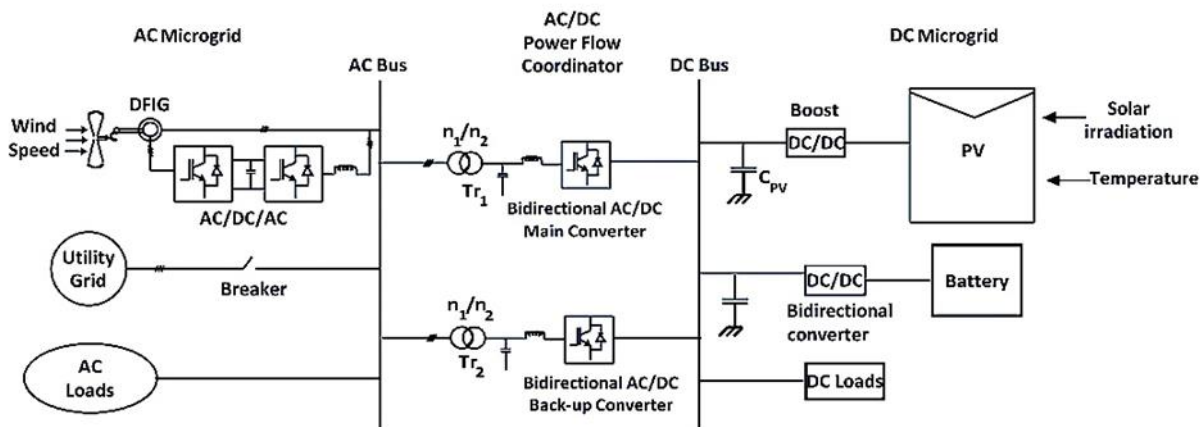 AC Microgrid
AC Bus
AC/DC
Power Flow
Coordinator
DC Bus
DC Microgrid
Wind
Speed
DFIG
AC/DC/AC
n1/n2
Tr1
Bidirectional AC/DC
Main Converter
Boost
DC/DC
CPV
PV
Solar
irradiation
Temperature
Utility
Grid
Breaker
n1/n2
Tr2
Bidirectional AC/DC
Back-up Converter
DC/DC
Bidirectional
converter
Battery
AC
Loads
DC Loads